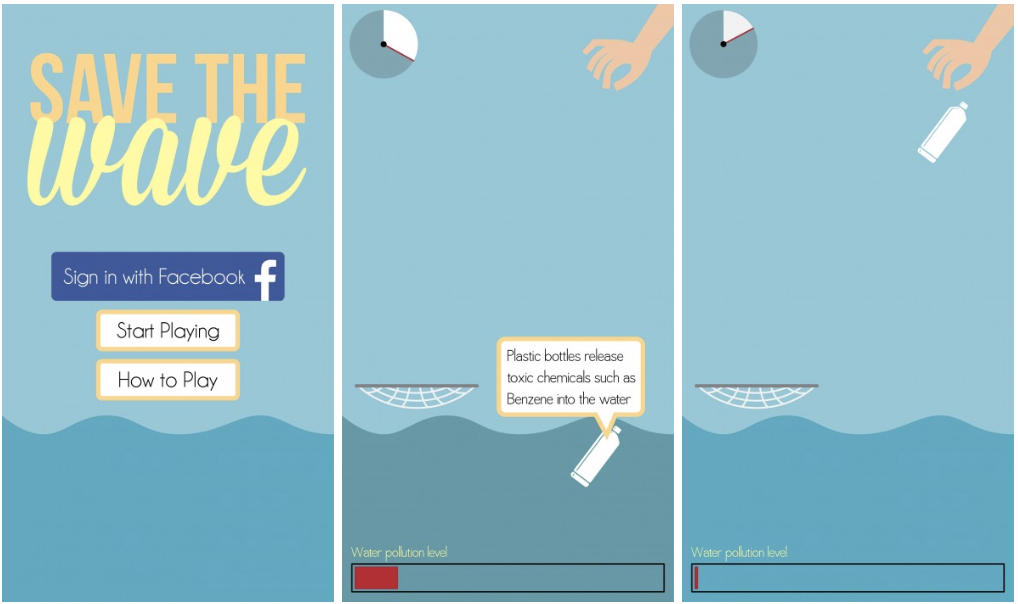 SAVE THE
wave
Sign in with Facebook f
Start Playing
How to Play
Plastic bottles release
toxic chemicals such as
Benzene into the water
Water pollution level
Water pollution level